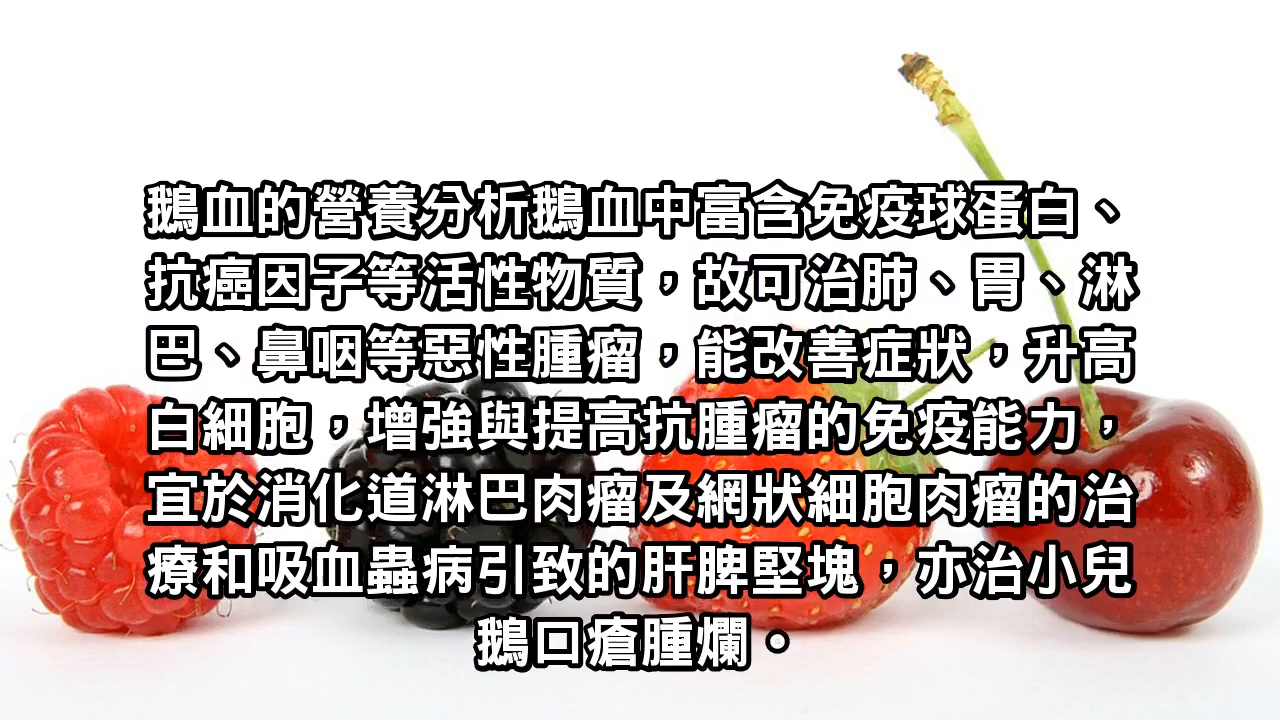 鵝血的營養分析鵝血中富含免疫球蛋白、
抗癌因子等活性物質，故可治肺、胃、淋
巴、鼻咽等惡性腫瘤，能改善症狀，升高
白細胞，增強與提高抗腫瘤的免疫能力，
宜於消化道淋巴肉瘤及網狀細胞肉瘤的治
療和吸血蟲病引致的肝脾堅塊，亦治小兒
鵝口瘡腫爛。